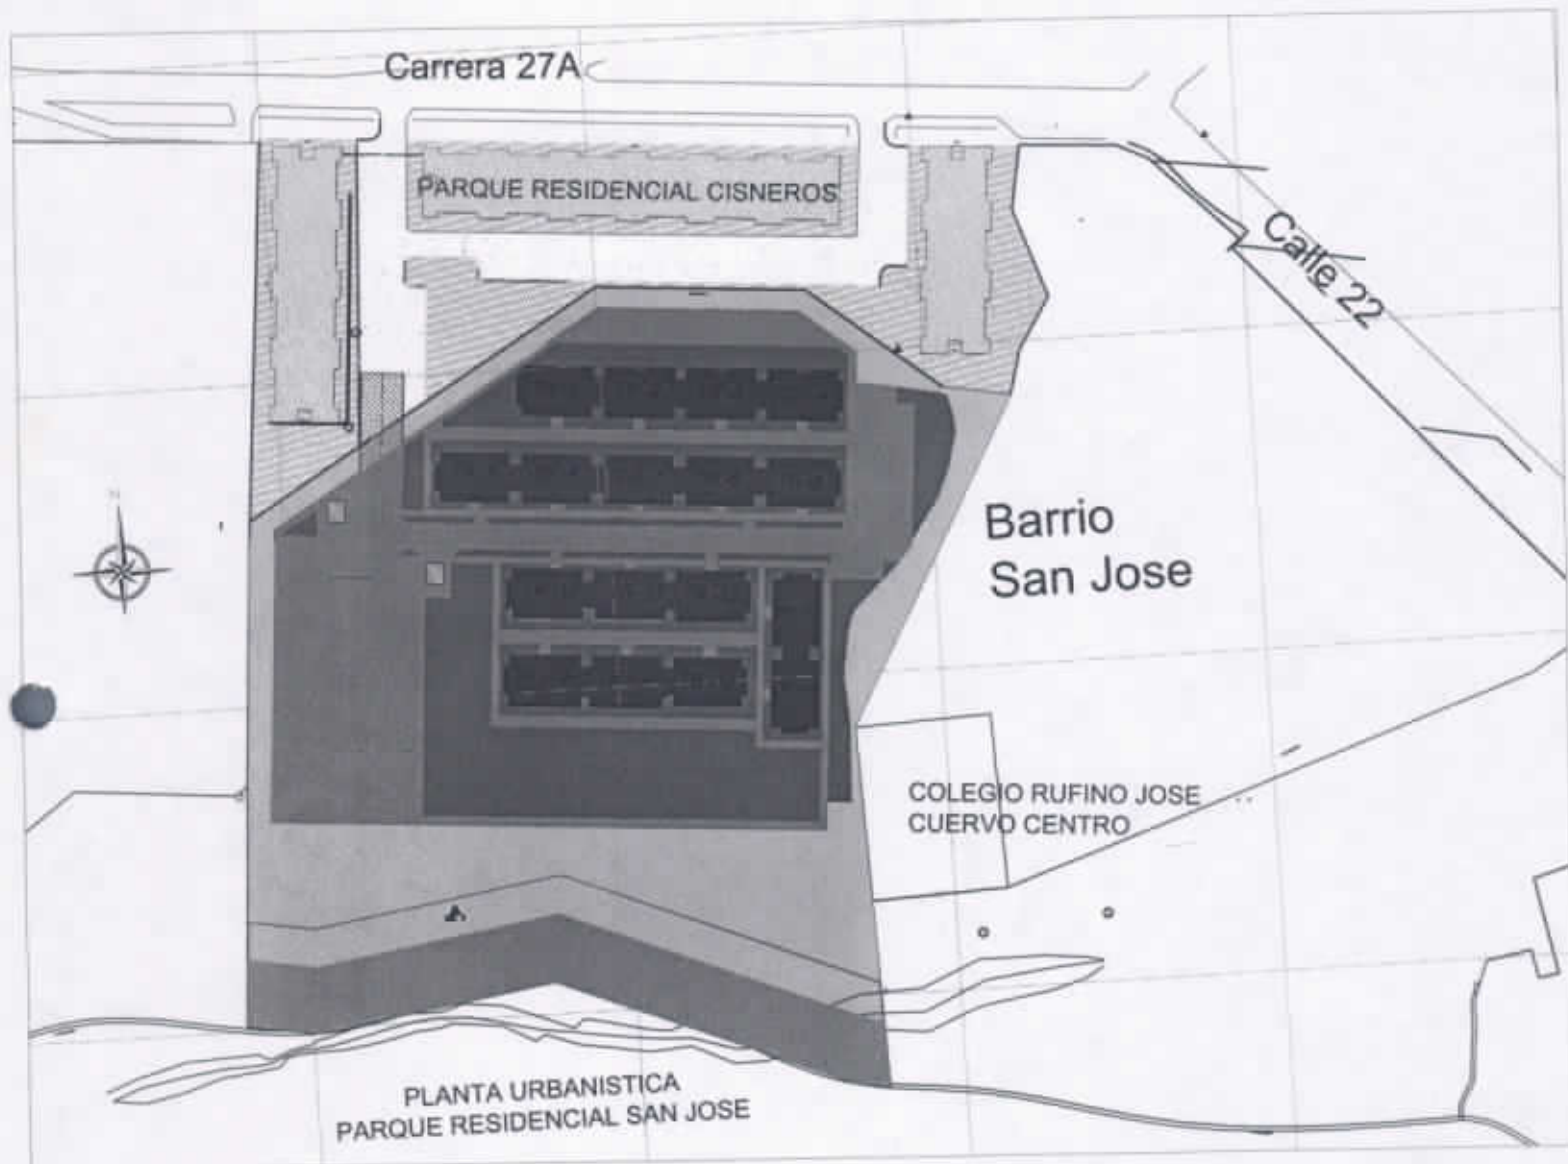 Carrera 27A
PARQUE RESIDENCIAL CISNEROS
Calle 22
Barrio
San Jose
COLEGIO RUFINO JOSE
CUERVO CENTRO
PLANTA URBANISTICA
PARQUE RESIDENCIAL SAN JOSE